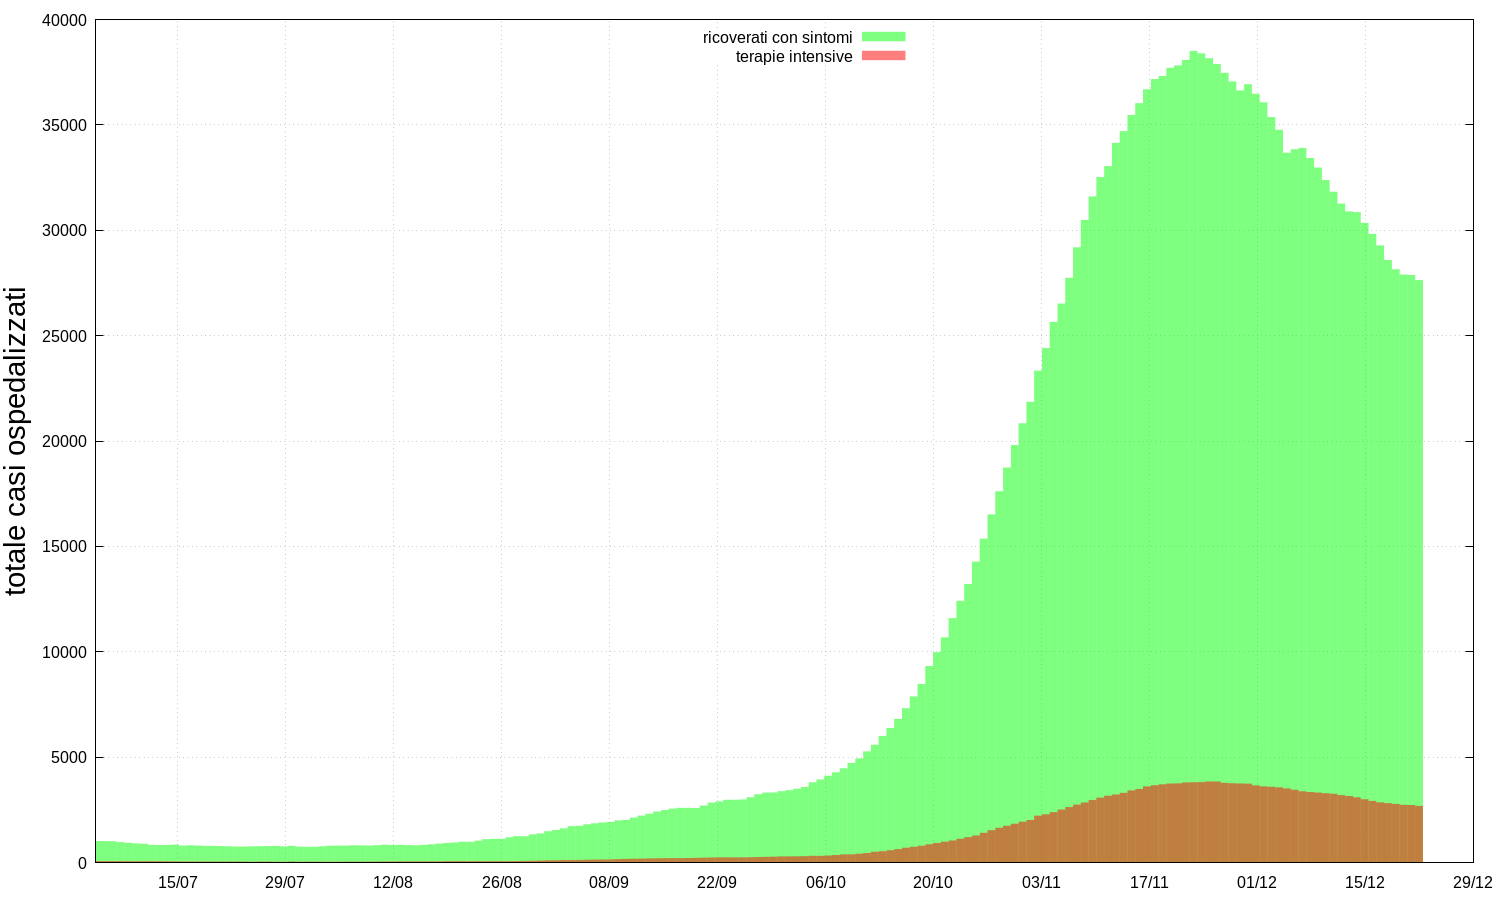 ricoverati con sintomi
terapie intensive
totale casi ospedalizzati
40000
35000
30000
25000
20000
15000
10000
5000
0
15/07 29/07 12/08 26/08 08/09 22/09 06/10 20/10 03/11 17/11 01/12 15/12 29/12